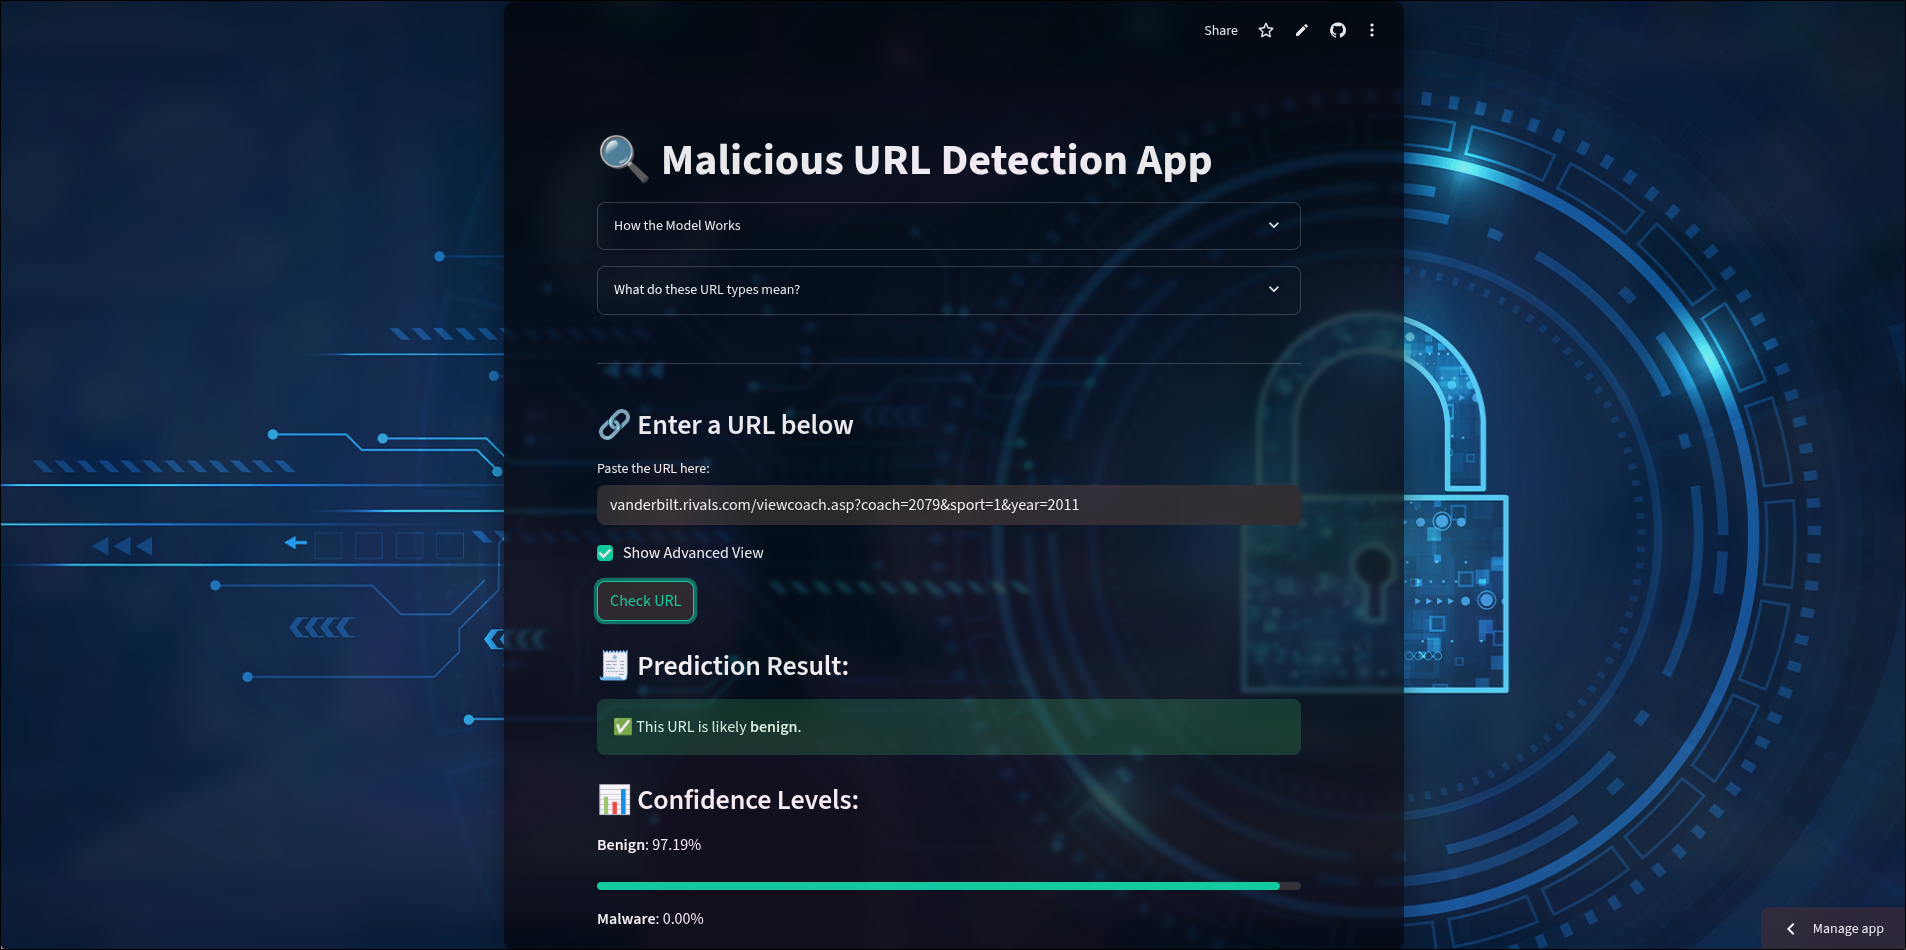 Share
Malicious URL Detection App
How the Model Works
What do these URL types mean?
Enter a URL below
Paste the URL here:
vanderbilt.rivals.com/viewcoach.asp?coach=2079&sport=1&year=2011
Show Advanced View
Check URL
Prediction Result:
This URL is likely benign.
Confidence Levels:
Benign: 97.19%
Malware: 0.00%
Manage app